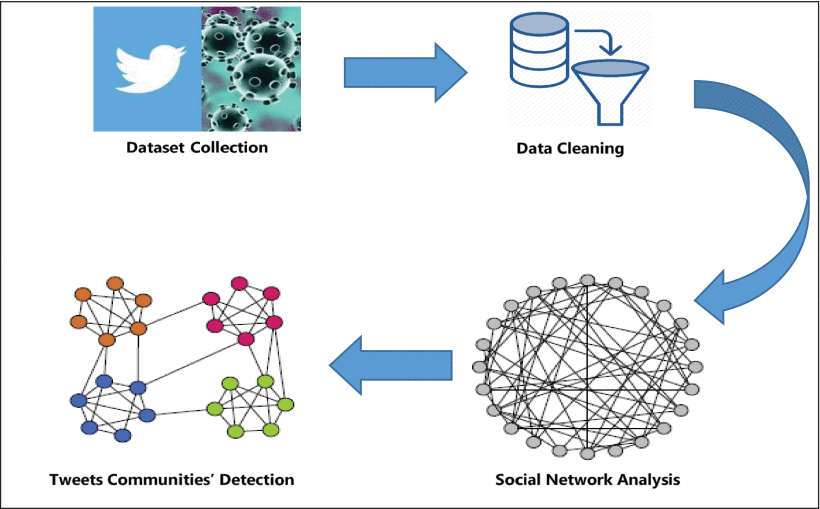 Dataset Collection
Data Cleaning
Social Network Analysis
Tweets Communities’ Detection